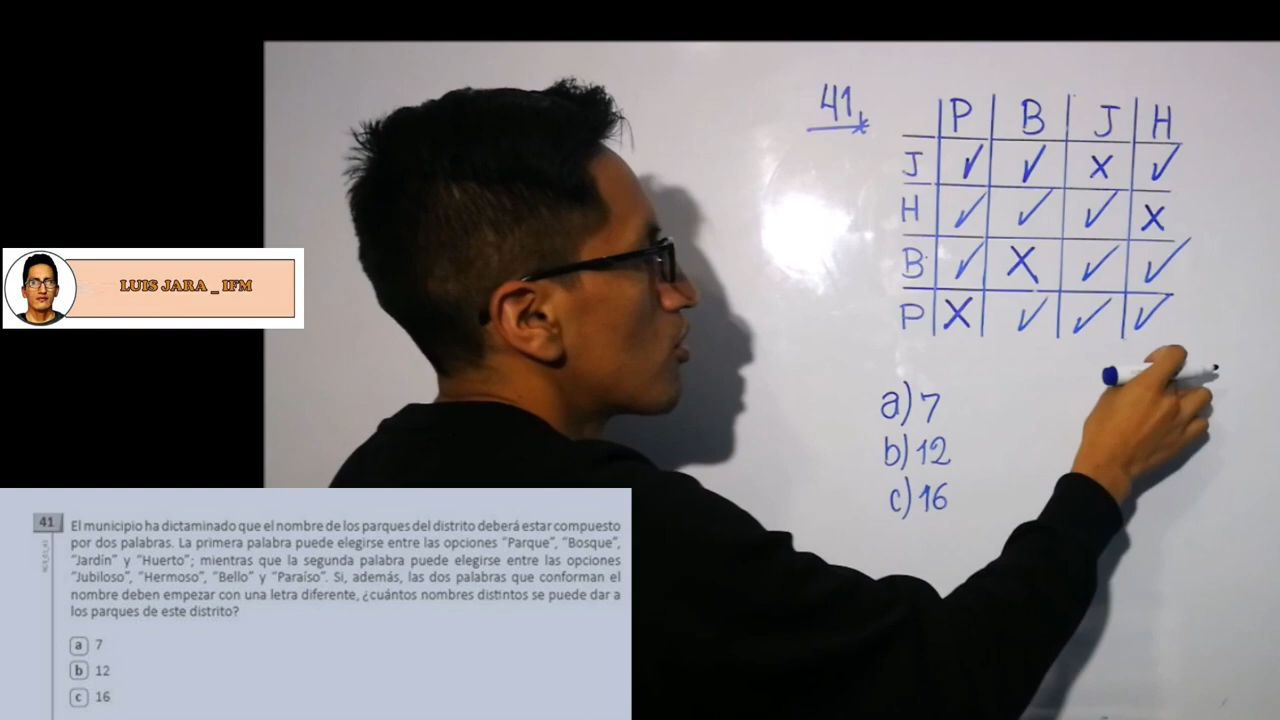 41
P B J H
J ✓ ✓ x ✓
H ✓ ✓ ✓ x
B ✓ X ✓ ✓
P X ✓ ✓ ✓
a) 7
b) 12
c) 16
LUIS JARA _ IFM
41
El municipio ha dictaminado que el nombre de los parques del distrito deberá estar compuesto
por dos palabras. La primera palabra puede elegirse entre las opciones “Parque”, “Bosque”,
“Jardín” y “Huerto”; mientras que la segunda palabra puede elegirse entre las opciones
“Jubiloso”, “Hermoso”, “Bello” y “Paraíso”. Si, además, las dos palabras que conforman el
nombre deben empezar con una letra diferente, ¿cuántos nombres distintos se puede dar a
los parques de este distrito?
a 7
b 12
c 16